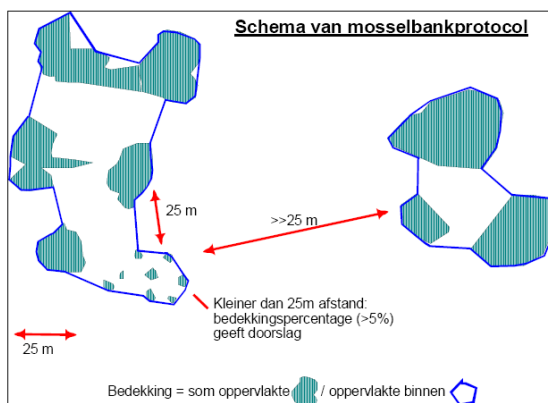 Schema van mosselbankprotocol
25 m
>>25 m
Kleiner dan 25m afstand:
bedekkingspercentage (>5%)
geeft doorslag
25 m
Bedekking = som oppervlakte / oppervlakte binnen